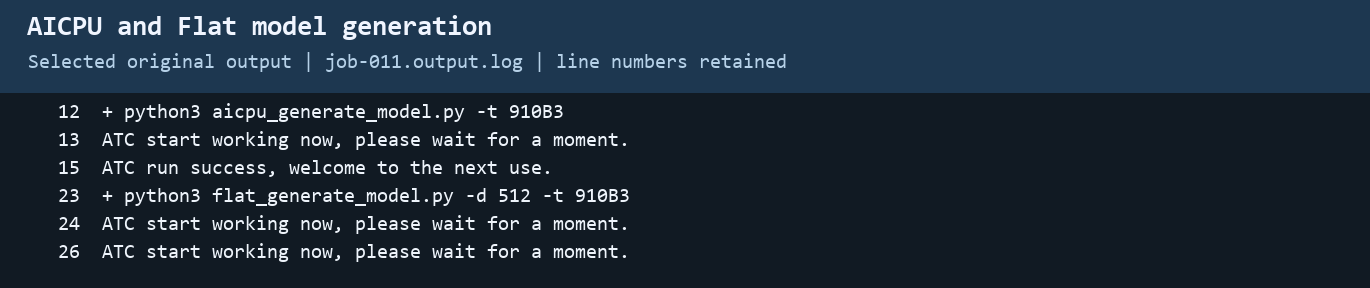 AICPU and Flat model generation
Selected original output | job-011.output.log | line numbers retained
12 + python3 aicpu_generate_model.py -t 910B3
13 ATC start working now, please wait for a moment.
15 ATC run success, welcome to the next use.
23 + python3 flat_generate_model.py -d 512 -t 910B3
24 ATC start working now, please wait for a moment.
26 ATC start working now, please wait for a moment.